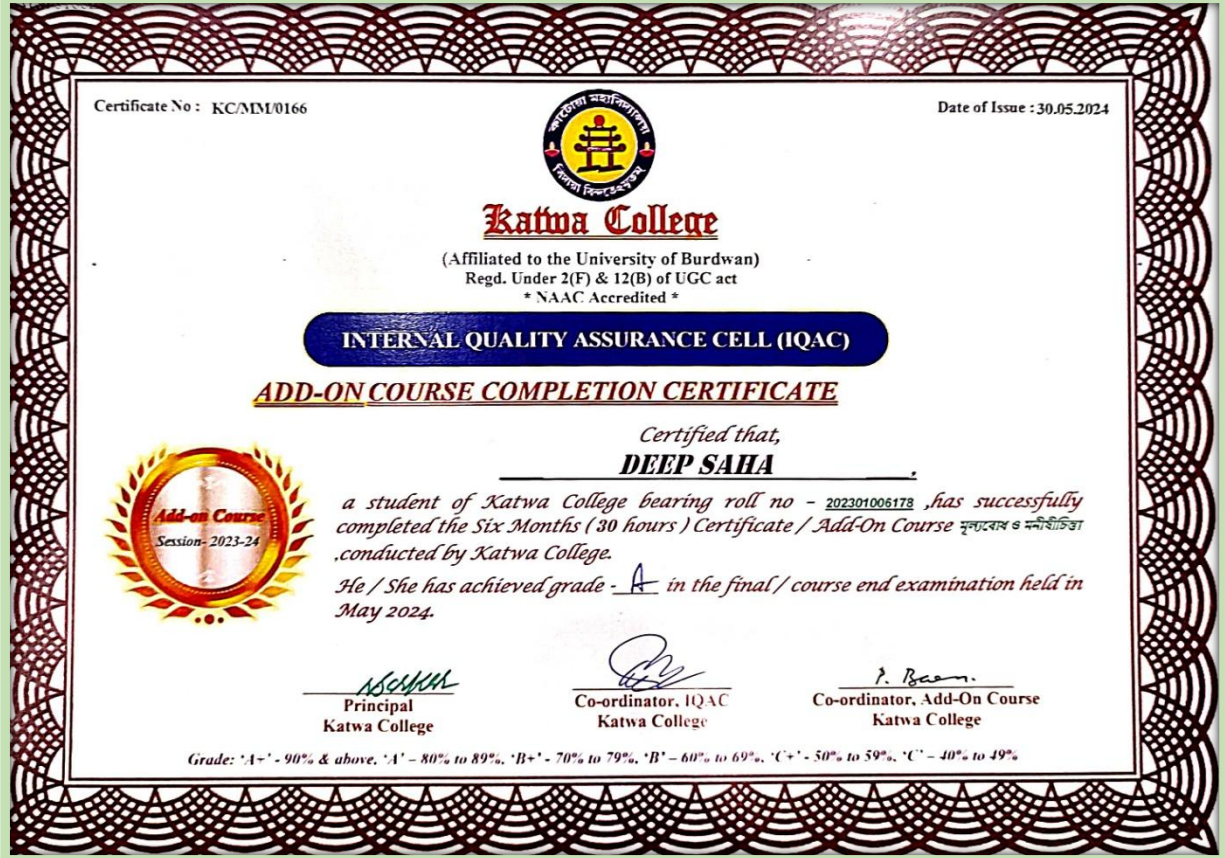 Certificate No : KC/MM/0166
Date of Issue : 30.05.2024
কাটোয়া মহাবিদ্যালয়
Katwa College
(Affiliated to the University of Burdwan)
Regd. Under 2(F) & 12(B) of UGC act
* NAAC Accredited *
INTERNAL QUALITY ASSURANCE CELL (IQAC)
ADD-ON COURSE COMPLETION CERTIFICATE
Certified that,
DEEP SAHA.
Add-on Course
Session- 2023-24
a student of Katwa College bearing roll no – 202301006178 ,has successfully
completed the Six Months ( 30 hours ) Certificate / Add-On Course মূল্যবোধ ও মনীষীচিন্তা
,conducted by Katwa College.
He / She has achieved grade - A in the final / course end examination held in
May 2024.
Principal
Katwa College
Co-ordinator, IQAC
Katwa College
P. Baen.
Co-ordinator, Add-On Course
Katwa College
Grade: ‘A+’ - 90% & above, ‘A’ – 80% to 89%, ‘B+’ - 70% to 79%, ‘B’ – 60% to 69%, ‘C+’ - 50% to 59%, ‘C’ – 40% to 49%